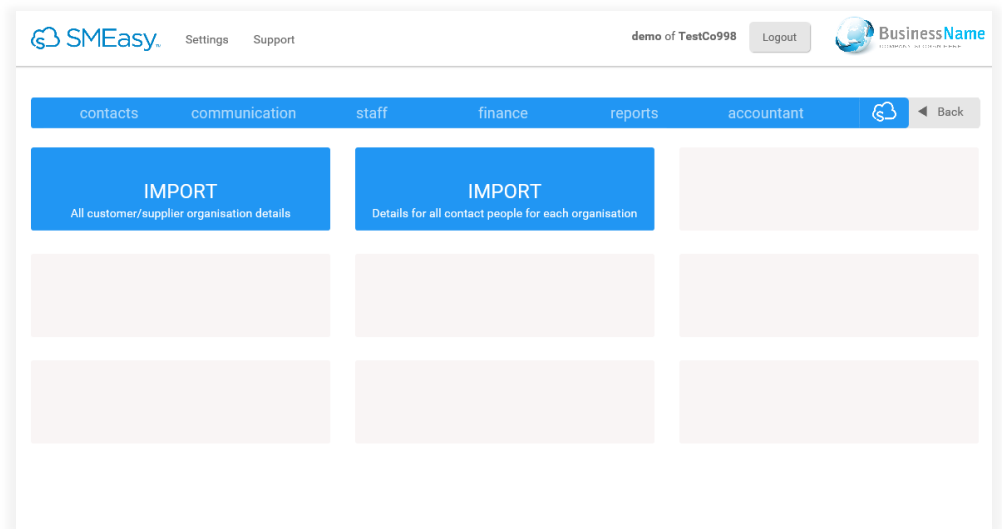 SMEasy
Settings
Support
demo of TestCo998
Logout
BusinessName
contacts
communication
staff
finance
reports
accountant
Back
IMPORT
All customer/supplier organisation details
IMPORT
Details for all contact people for each organisation